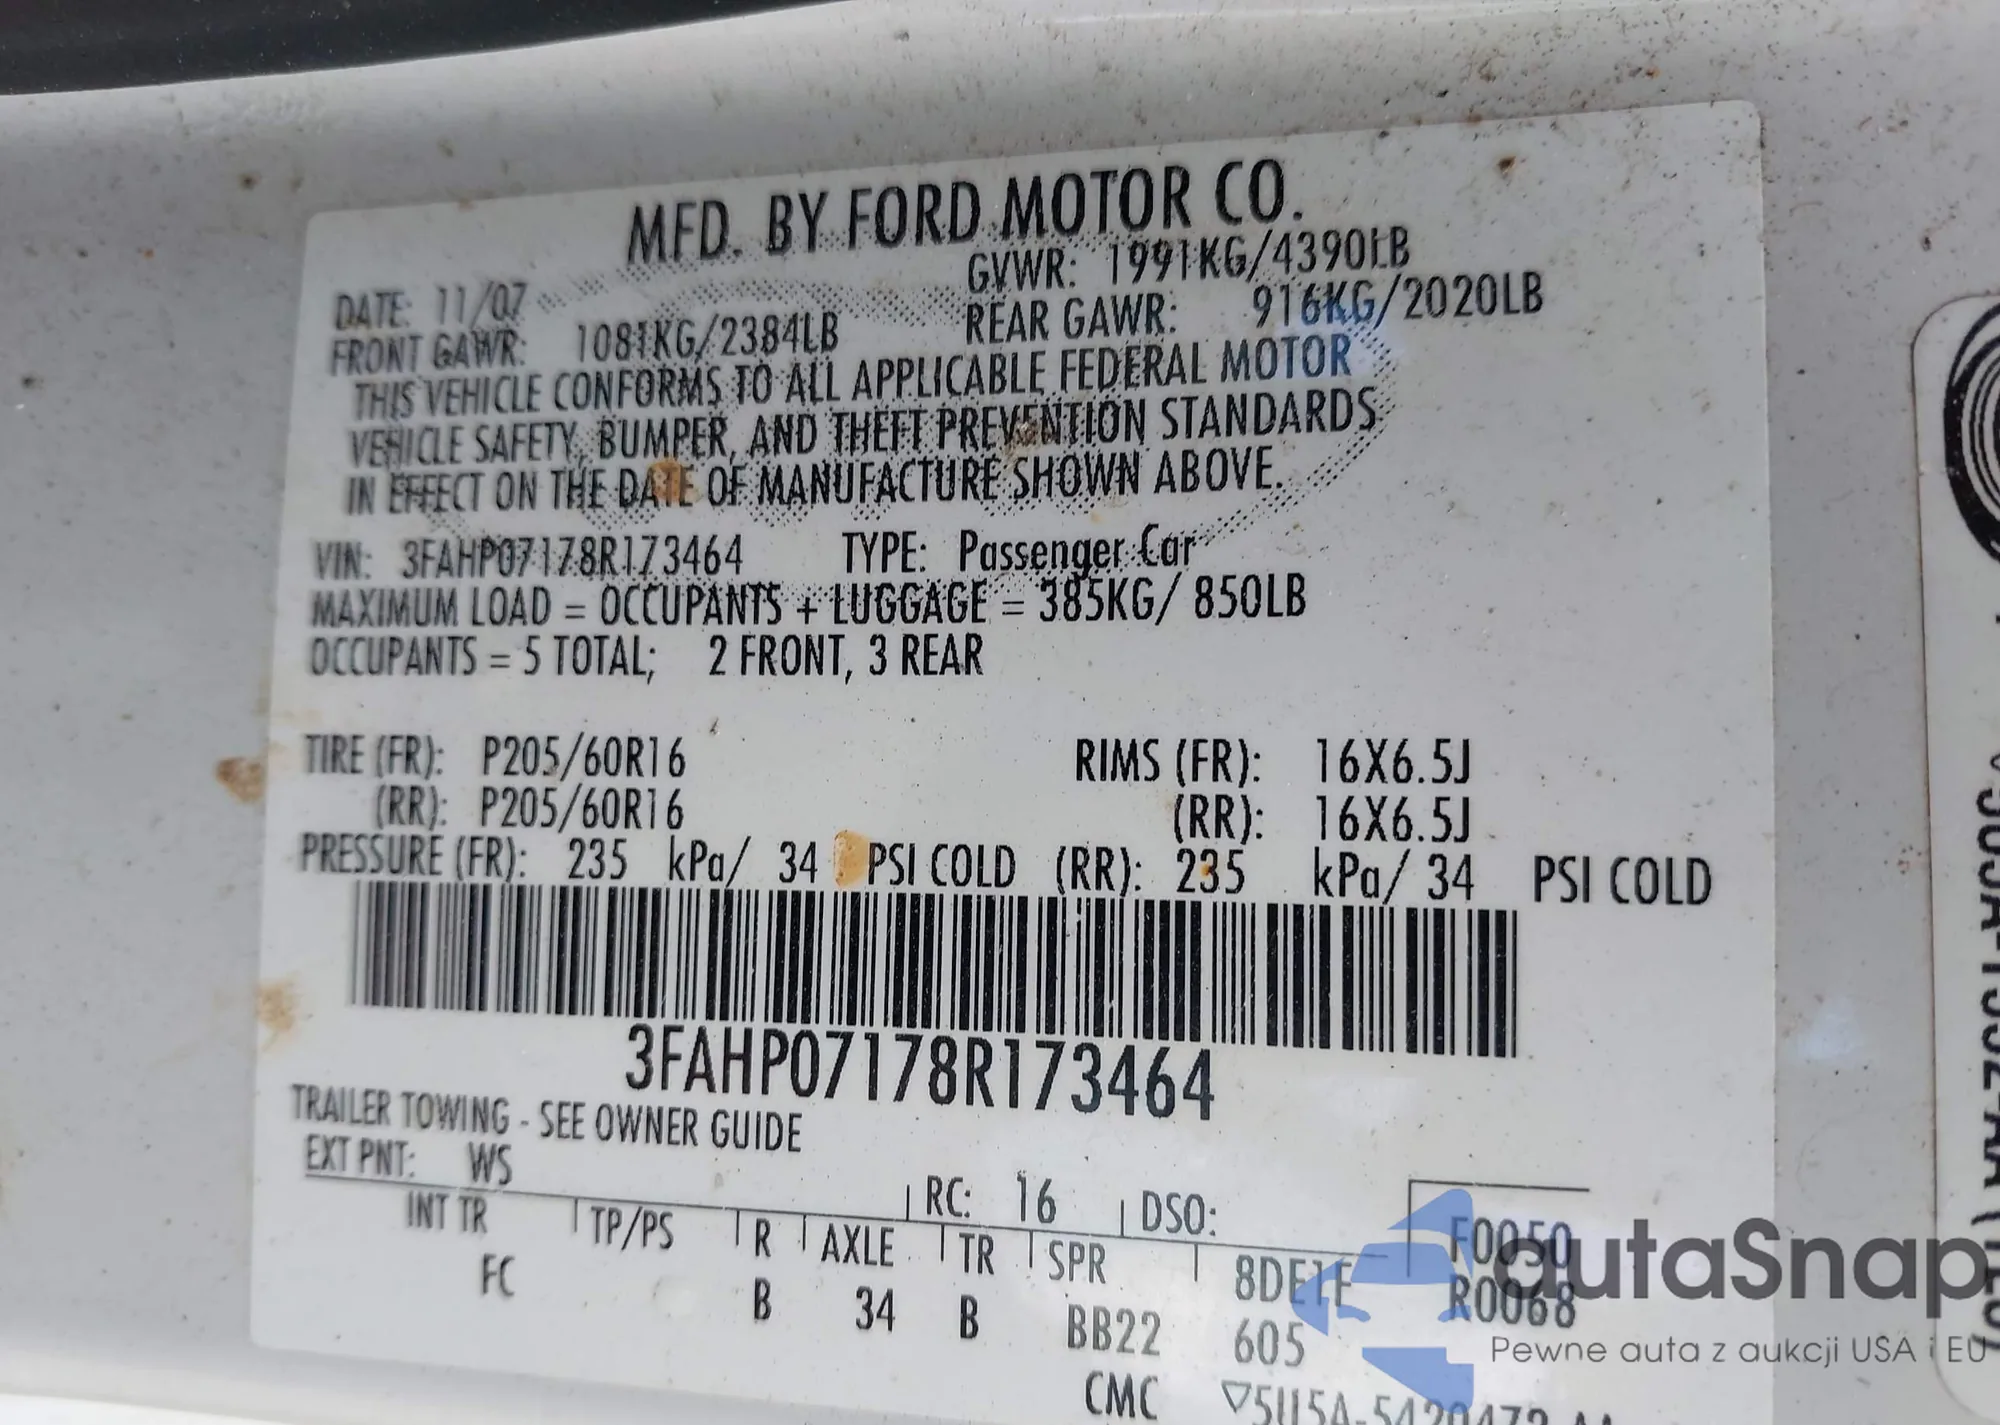 MFD. BY FORD MOTOR CO.
DATE: 11/07 GVWR: 1991KG/4390LB
FRONT GAWR: 1081KG/2384LB REAR GAWR: 916KG/2020LB
THIS VEHICLE CONFORMS TO ALL APPLICABLE FEDERAL MOTOR
VEHICLE SAFETY, BUMPER, AND THEFT PREVENTION STANDARDS
IN EFFECT ON THE DATE OF MANUFACTURE SHOWN ABOVE.
VIN: 3FAHP07178R173464 TYPE: Passenger Car
MAXIMUM LOAD = OCCUPANTS + LUGGAGE = 385KG/ 850LB
OCCUPANTS = 5 TOTAL; 2 FRONT, 3 REAR
TIRE (FR): P205/60R16 RIMS (FR): 16X6.5J
(RR): P205/60R16 (RR): 16X6.5J
PRESSURE (FR): 235 kPa/ 34 PSI COLD (RR): 235 kPa/ 34 PSI COLD
3FAHP07178R173464
TRAILER TOWING - SEE OWNER GUIDE
EXT PNT: WS RC: 16 DSO: F0050
INT TR TP/PS R AXLE TR SPR 8DE1F R0068
FC B 34 B BB22 605
CMC
autaSnap
Pewne auta z aukcji USA i EU